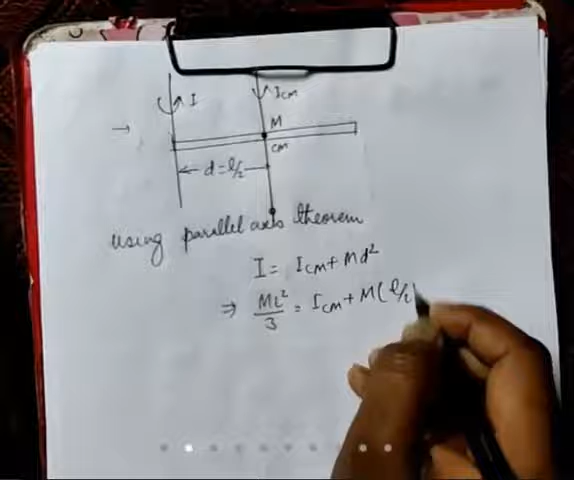 I
Icm
M
cm
d = l/2
using parallel axis theorem
I = Icm + Md²
⇒ ML²/3 = Icm + M(l/2)